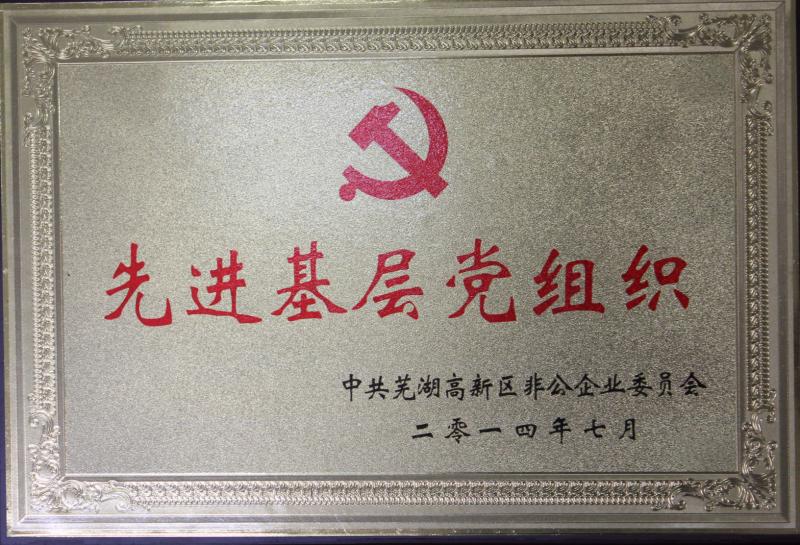 先进基层党组织
中共芜湖高新区非公企业委员会
二零一四年七月